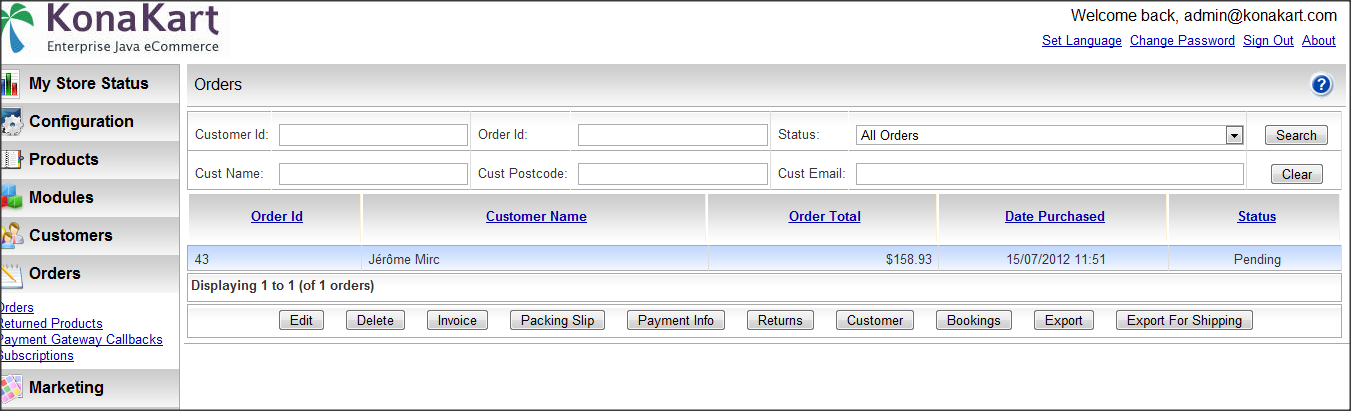 KonaKart
Enterprise Java eCommerce
Welcome back, admin@konakart.com
Set Language Change Password Sign Out About
My Store Status
Configuration
Products
Modules
Customers
Orders
Orders
Returned Products
Payment Gateway Callbacks
Subscriptions
Marketing
Orders
?
Customer Id: Order Id: Status: All Orders Search
Cust Name: Cust Postcode: Cust Email: Clear
Order Id Customer Name Order Total Date Purchased Status
43 Jérôme Mirc $158.93 15/07/2012 11:51 Pending
Displaying 1 to 1 (of 1 orders)
Edit Delete Invoice Packing Slip Payment Info Returns Customer Bookings Export Export For Shipping